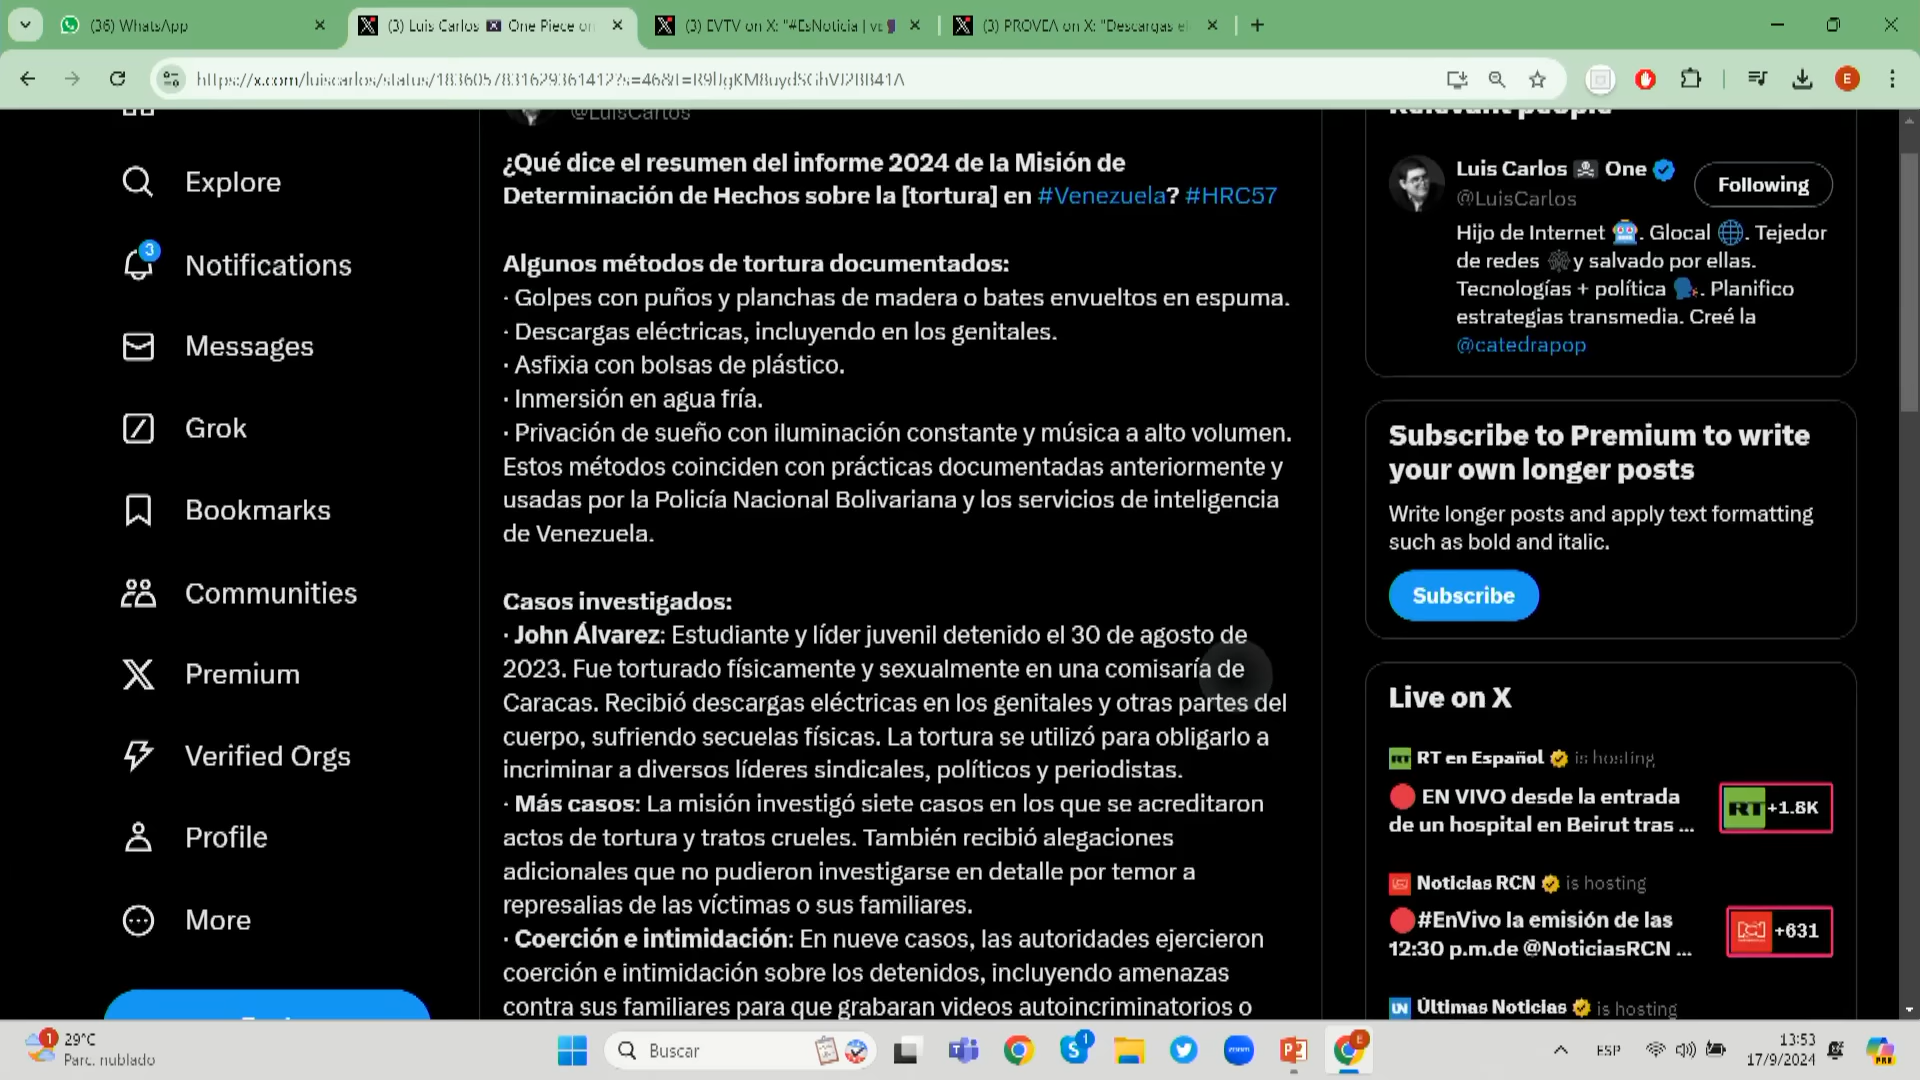 (36) WhatsApp
(3) Luis Carlos One Piece on
(3) EVTV on X: "#EsNoticia | ve
(3) PROVEA on X: "Descargas el
E
@LuisCarlos
¿Qué dice el resumen del informe 2024 de la Misión de
Determinación de Hechos sobre la [tortura] en #Venezuela? #HRC57
Algunos métodos de tortura documentados:
· Golpes con puños y planchas de madera o bates envueltos en espuma.
· Descargas eléctricas, incluyendo en los genitales.
· Asfixia con bolsas de plástico.
· Inmersión en agua fría.
· Privación de sueño con iluminación constante y música a alto volumen.
Estos métodos coinciden con prácticas documentadas anteriormente y
usadas por la Policía Nacional Bolivariana y los servicios de inteligencia
de Venezuela.
Casos investigados:
· John Álvarez: Estudiante y líder juvenil detenido el 30 de agosto de
2023. Fue torturado físicamente y sexualmente en una comisaría de
Caracas. Recibió descargas eléctricas en los genitales y otras partes del
cuerpo, sufriendo secuelas físicas. La tortura se utilizó para obligarlo a
incriminar a diversos líderes sindicales, políticos y periodistas.
· Más casos: La misión investigó siete casos en los que se acreditaron
actos de tortura y tratos crueles. También recibió alegaciones
adicionales que no pudieron investigarse en detalle por temor a
represalias de las víctimas o sus familiares.
· Coerción e intimidación: En nueve casos, las autoridades ejercieron
coerción e intimidación sobre los detenidos, incluyendo amenazas
contra sus familiares para que grabaran videos autoincriminatorios o
Explore
3
Notifications
Messages
Grok
Bookmarks
Communities
Premium
Verified Orgs
Profile
More
Relevant people
Luis Carlos One
@LuisCarlos
Following
Hijo de Internet . Glocal . Tejedor
de redes y salvado por ellas.
Tecnologías + política . Planifico
estrategias transmedia. Creé la
@catedrapop
Subscribe to Premium to write
your own longer posts
Write longer posts and apply text formatting
such as bold and italic.
Subscribe
Live on X
RT en Español is hosting
EN VIVO desde la entrada
de un hospital en Beirut tras ...
RT +1.8K
Noticias RCN is hosting
#EnVivo la emisión de las
12:30 p.m.de @NoticiasRCN ...
+631
UN Últimas Noticias is hosting
1
29°C
Parc. nublado
Buscar
1
zoom
E
ESP
13:53
17/9/2024